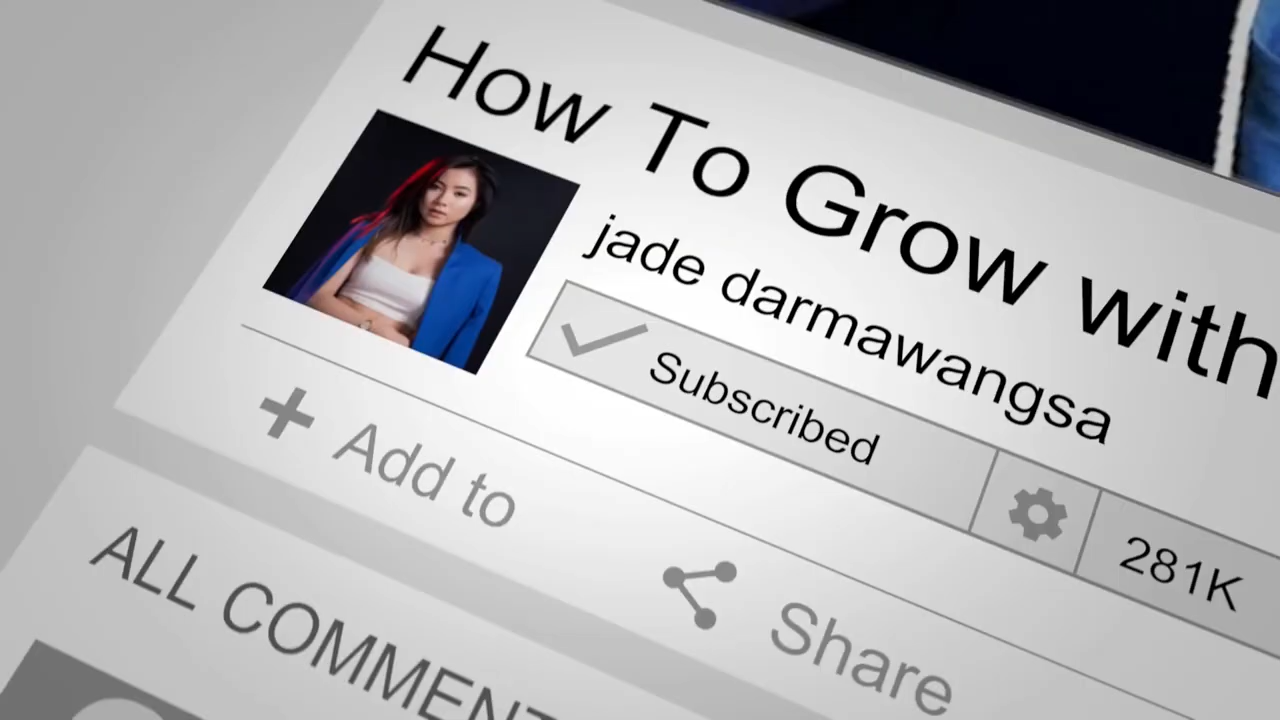 How To Grow with
jade darmawangsa
Subscribed
281K
Add to
Share
ALL COMMENT